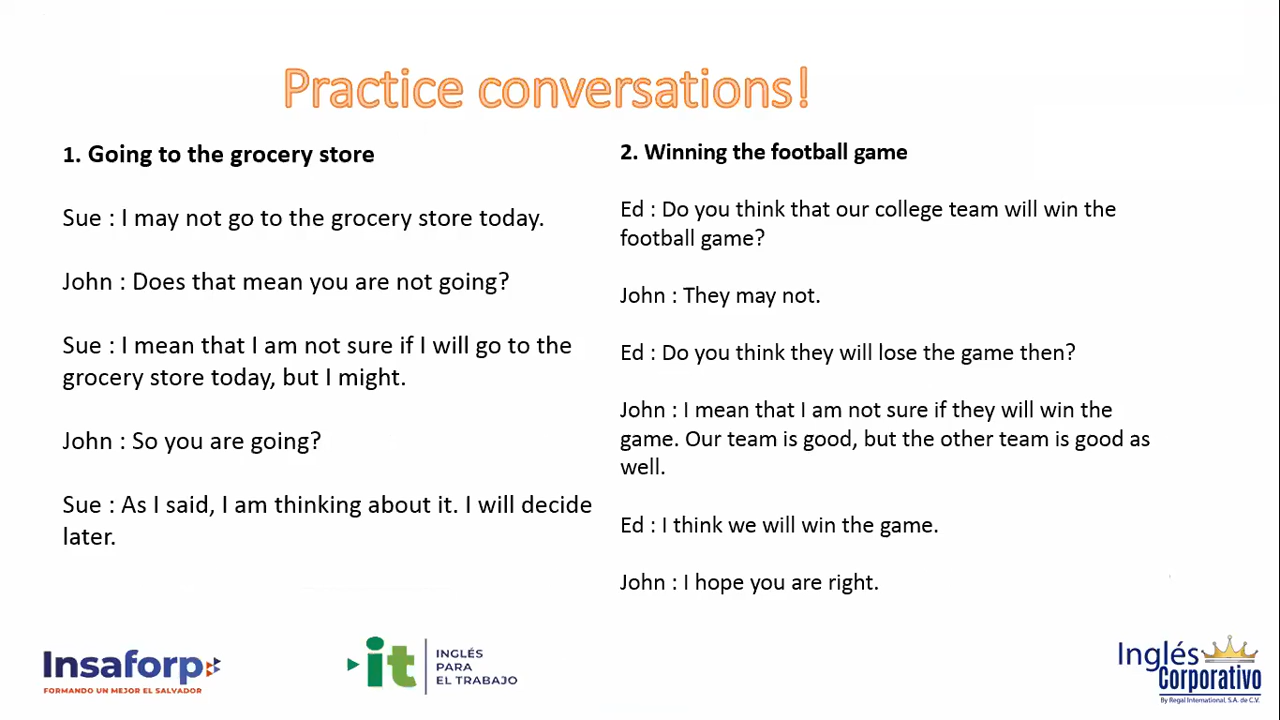 Practice conversations!
1. Going to the grocery store
Sue : I may not go to the grocery store today.
John : Does that mean you are not going?
Sue : I mean that I am not sure if I will go to the
grocery store today, but I might.
John : So you are going?
Sue : As I said, I am thinking about it. I will decide
later.
2. Winning the football game
Ed : Do you think that our college team will win the
football game?
John : They may not.
Ed : Do you think they will lose the game then?
John : I mean that I am not sure if they will win the
game. Our team is good, but the other team is good as
well.
Ed : I think we will win the game.
John : I hope you are right.
Insaforp
FORMANDO UN MEJOR EL SALVADOR
it
INGLÉS
PARA
EL TRABAJO
Inglés
Corporativo
By Regal International, S.A. de C.V.